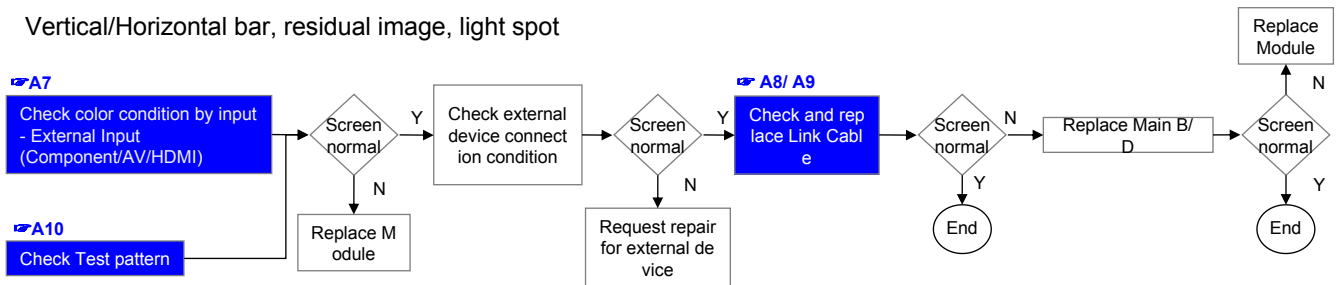 Vertical/Horizontal bar, residual image, light spot
☞A7
Check color condition by input
- External Input
(Component/AV/HDMI)
☞A10
Check Test pattern
Screen
normal
Y
N
Replace M
odule
Check external
device connect
ion condition
Screen
normal
Y
N
Request repair
for external de
vice
☞ A8/ A9
Check and rep
lace Link Cabl
e
Screen
normal
N
Y
End
Replace Main B/
D
Screen
normal
N
Replace
Module
Y
End